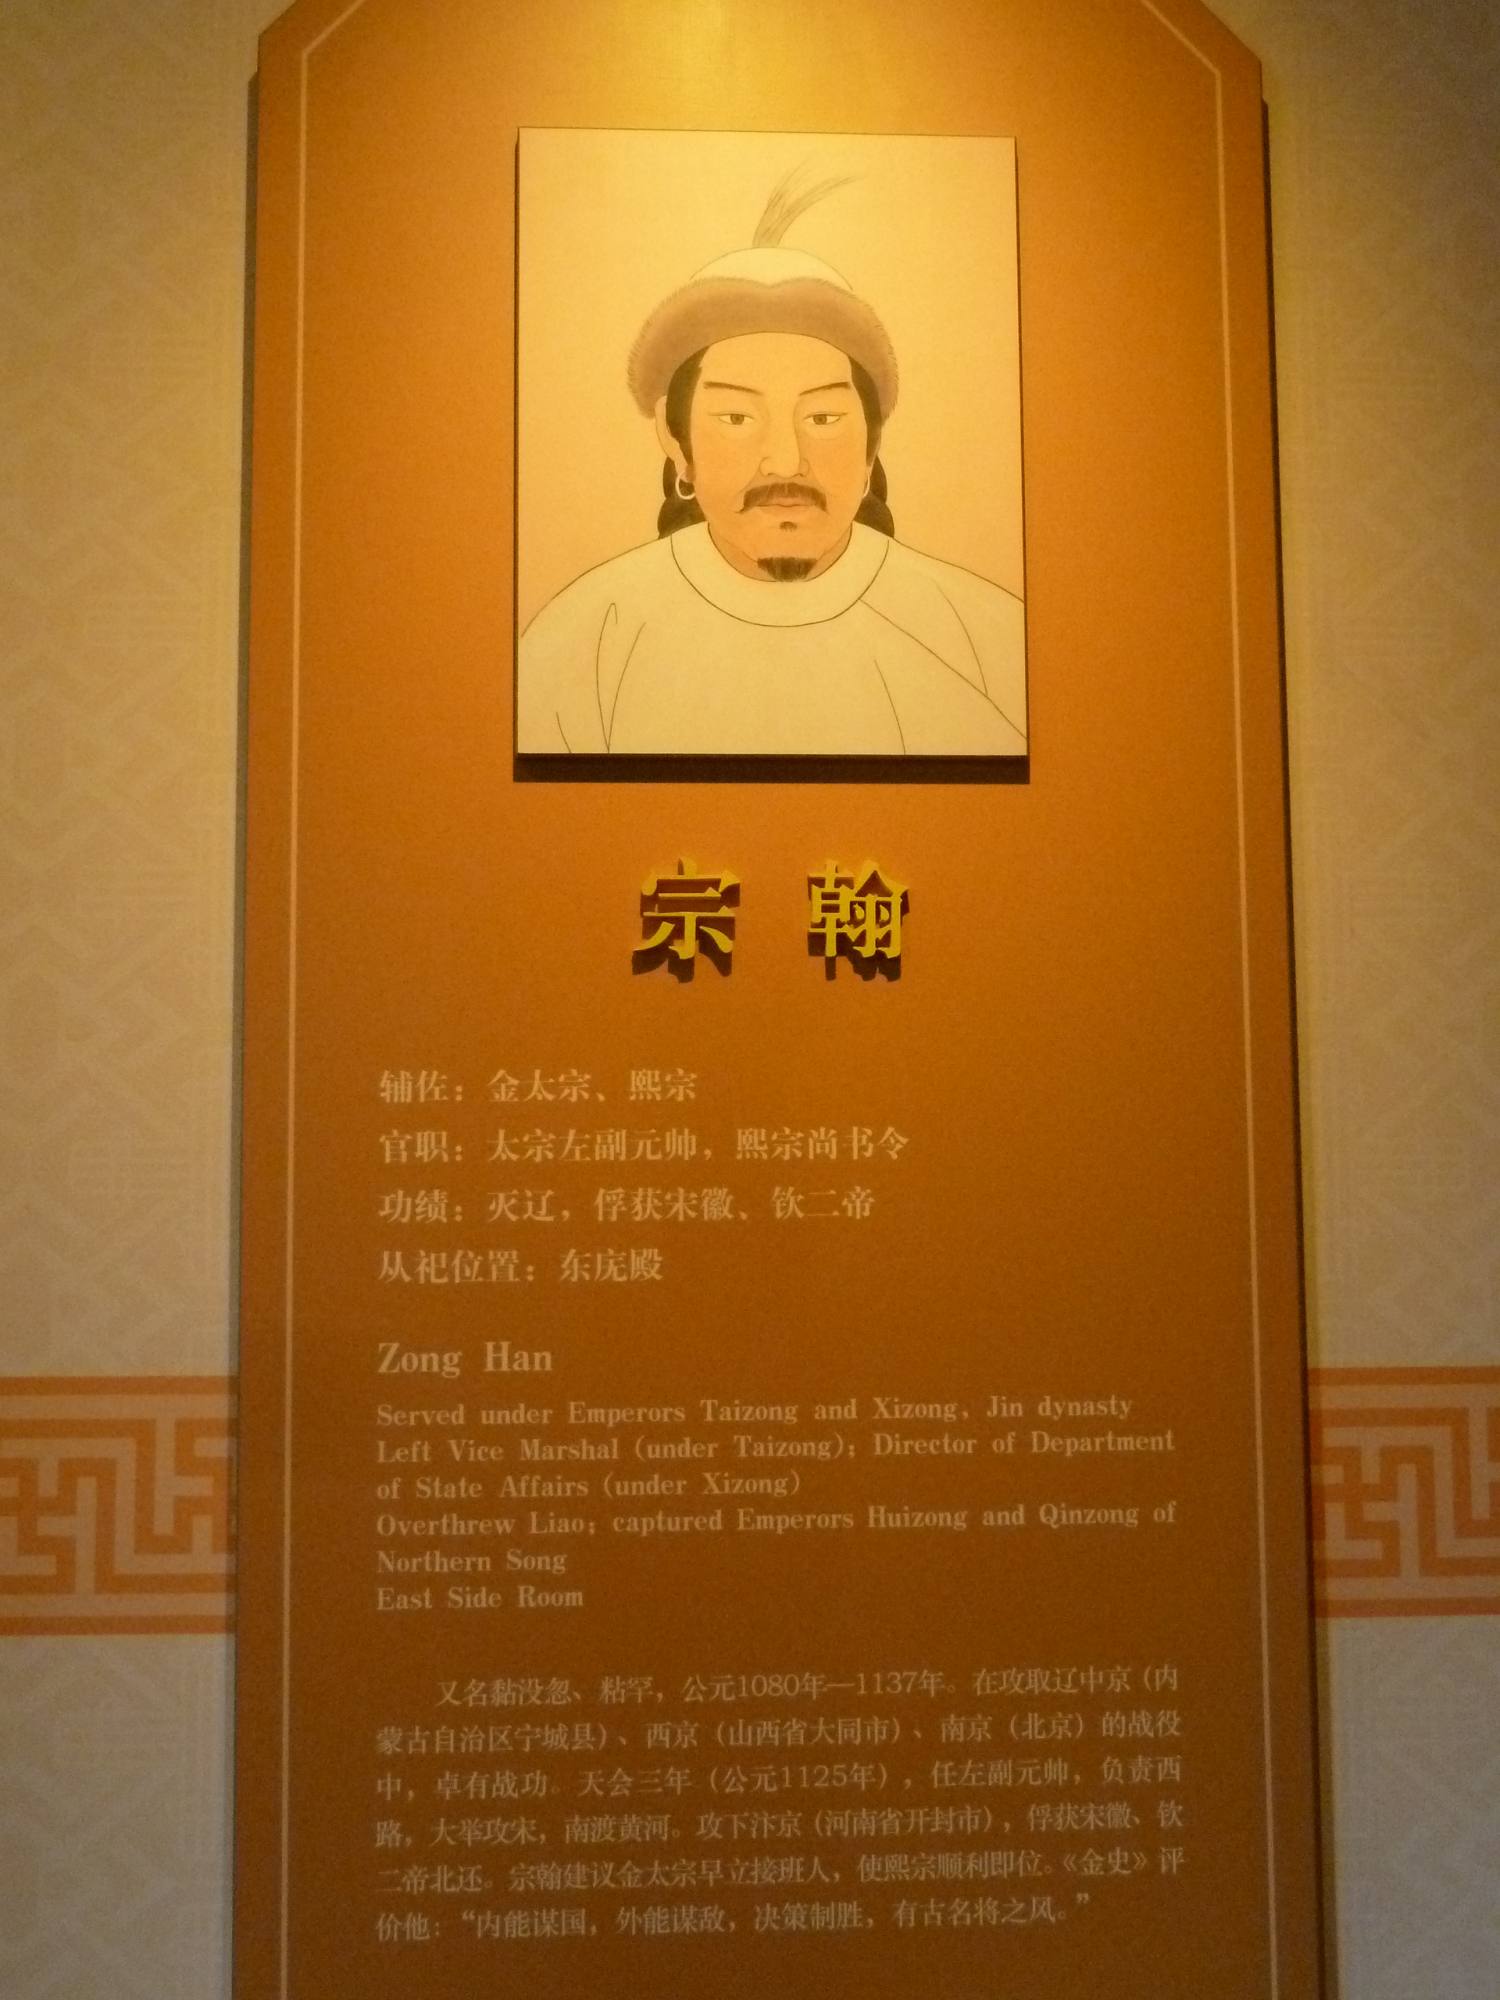 宗翰
辅佐：金太宗、熙宗
官职：太宗左副元帅，熙宗尚书令
功绩：灭辽，俘获宋徽、钦二帝
从祀位置：东庑殿
Zong Han
Served under Emperors Taizong and Xizong, Jin dynasty
Left Vice Marshal (under Taizong); Director of Department
of State Affairs (under Xizong)
Overthrew Liao; captured Emperors Huizong and Qinzong of
Northern Song
East Side Room
又名黏没忽、粘罕，公元1080年—1137年。在攻取辽中京（内
蒙古自治区宁城县）、西京（山西省大同市）、南京（北京）的战役
中，卓有战功。天会三年（公元1125年），任左副元帅，负责西
路，大举攻宋，南渡黄河。攻下汴京（河南省开封市），俘获宋徽、钦
二帝北还。宗翰建议金太宗早立接班人，使熙宗顺利即位。《金史》评
价他：“内能谋国，外能谋敌，决策制胜，有古名将之风。”